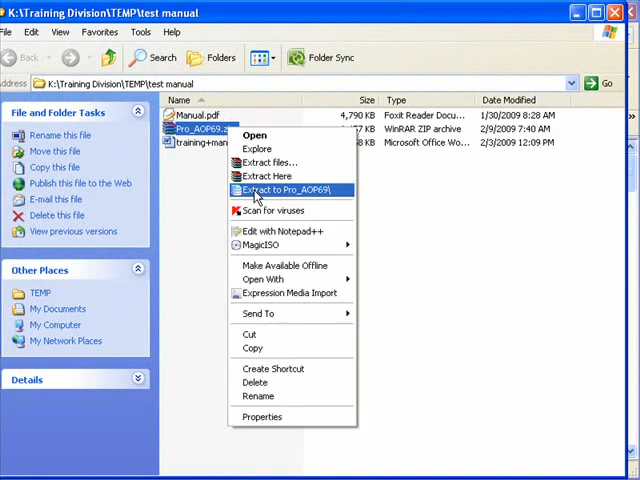 K:\Training Division\TEMP\test manual
File Edit View Favorites Tools Help
Back Search Folders Folder Sync
Address K:\Training Division\TEMP\test manual Go
File and Folder Tasks
Rename this file
Move this file
Copy this file
Publish this file to the Web
E-mail this file
Delete this file
View previous versions
Other Places
TEMP
My Documents
My Computer
My Network Places
Details
Name Size Type Date Modified
Manual.pdf 4,790 KB Foxit Reader Document 1/30/2009 8:28 AM
Pro_AOP69.z KB WinRAR ZIP archive 2/9/2009 7:40 AM
training+man KB Microsoft Office Wo... 2/3/2009 12:09 PM
Open
Explore
Extract files...
Extract Here
Extract to Pro_AOP69\
Scan for viruses
Edit with Notepad++
MagicISO
Make Available Offline
Open With
Expression Media Import
Send To
Cut
Copy
Create Shortcut
Delete
Rename
Properties